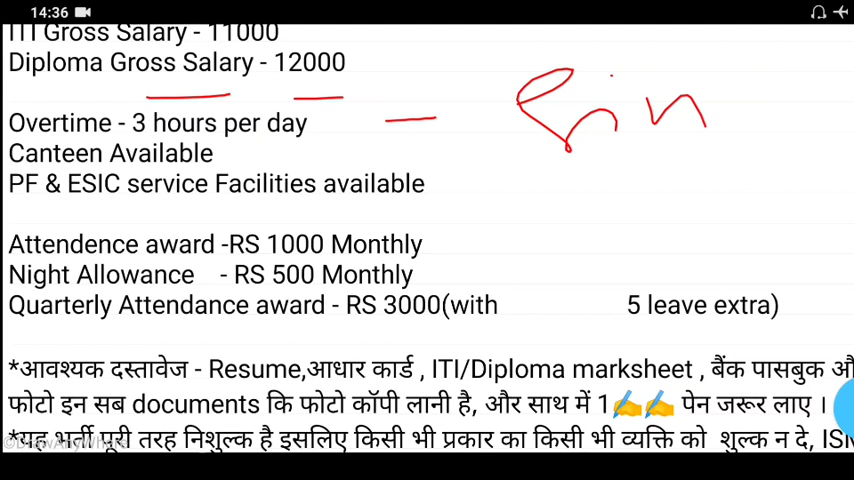 14:36
ITI Gross Salary - 11000
Diploma Gross Salary - 12000
Overtime - 3 hours per day
Canteen Available
PF & ESIC service Facilities available
Attendence award -RS 1000 Monthly
Night Allowance - RS 500 Monthly
Quarterly Attendance award - RS 3000(with 5 leave extra)
*आवश्यक दस्तावेज - Resume,आधार कार्ड , ITI/Diploma marksheet , बैंक पासबुक औ
फोटो इन सब documents कि फोटो कॉपी लानी है, और साथ में 1✍️✍️ पेन जरूर लाए ।
*यह भर्ती पूरी तरह निशुल्क है इसलिए किसी भी प्रकार का किसी भी व्यक्ति को शुल्क न दे, ISM